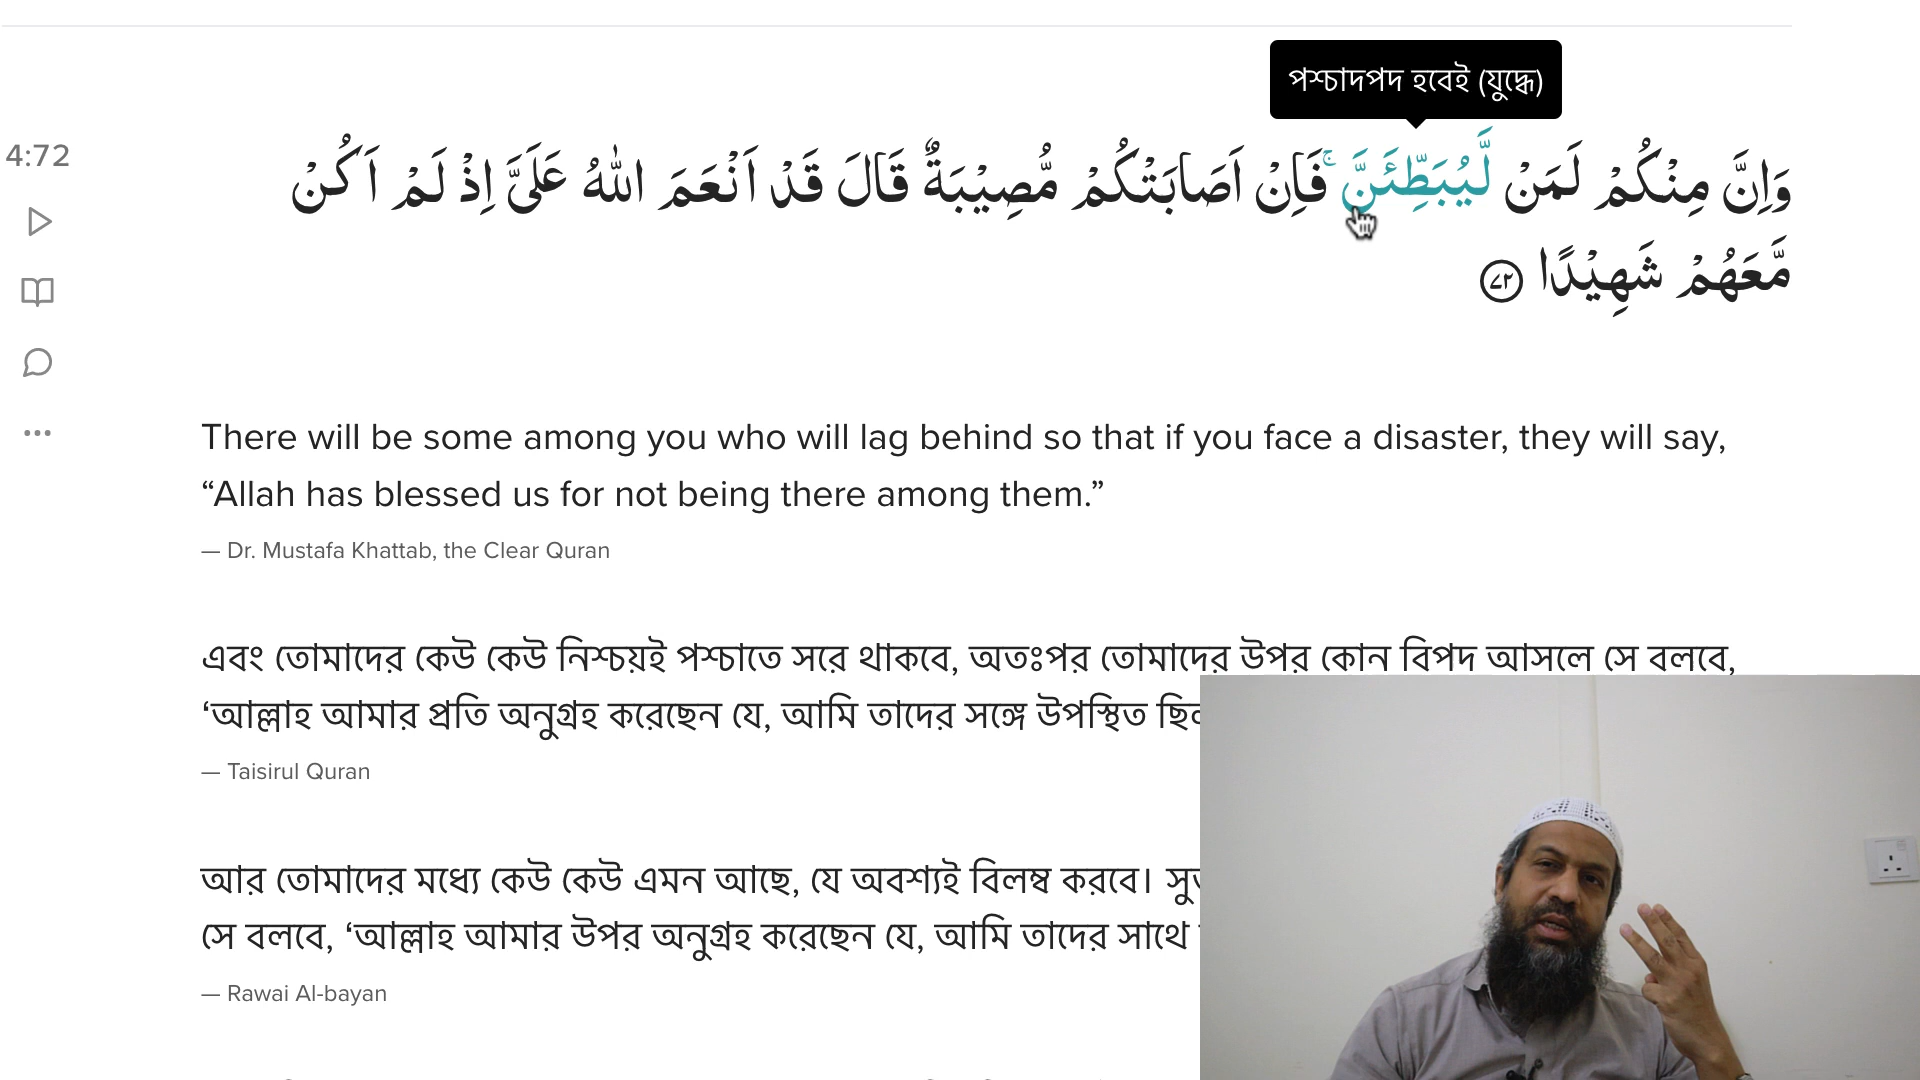 পশ্চাদপদ হবেই (যুদ্ধে)
4:72
وَاِنَّ مِنْكُمْ لَمَنْ لَّيُبَطِّئَنَّ ۚ فَاِنْ اَصَابَتْكُمْ مُّصِيْبَةٌ قَالَ قَدْ اَنْعَمَ اللّٰهُ عَلَيَّ اِذْ لَمْ اَكُنْ
مَّعَهُمْ شَهِيْدًا ٧٢
There will be some among you who will lag behind so that if you face a disaster, they will say,
“Allah has blessed us for not being there among them.”
— Dr. Mustafa Khattab, the Clear Quran
এবং তোমাদের কেউ কেউ নিশ্চয়ই পশ্চাতে সরে থাকবে, অতঃপর তোমাদের উপর কোন বিপদ আসলে সে বলবে,
‘আল্লাহ আমার প্রতি অনুগ্রহ করেছেন যে, আমি তাদের সঙ্গে উপস্থিত
— Taisirul Quran
আর তোমাদের মধ্যে কেউ কেউ এমন আছে, যে অবশ্যই বিলম্ব করবে।
সে বলবে, ‘আল্লাহ আমার উপর অনুগ্রহ করেছেন যে, আমি তাদের সাথে
— Rawai Al-bayan